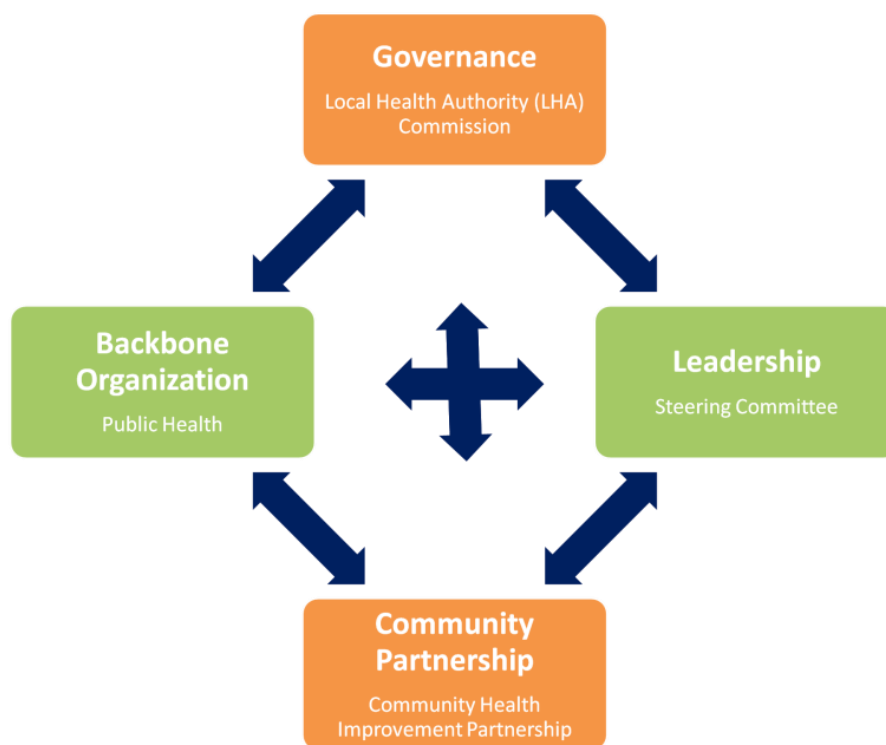 Governance
Local Health Authority (LHA)
Commission
Backbone
Organization
Public Health
Leadership
Steering Committee
Community
Partnership
Community Health
Improvement Partnership